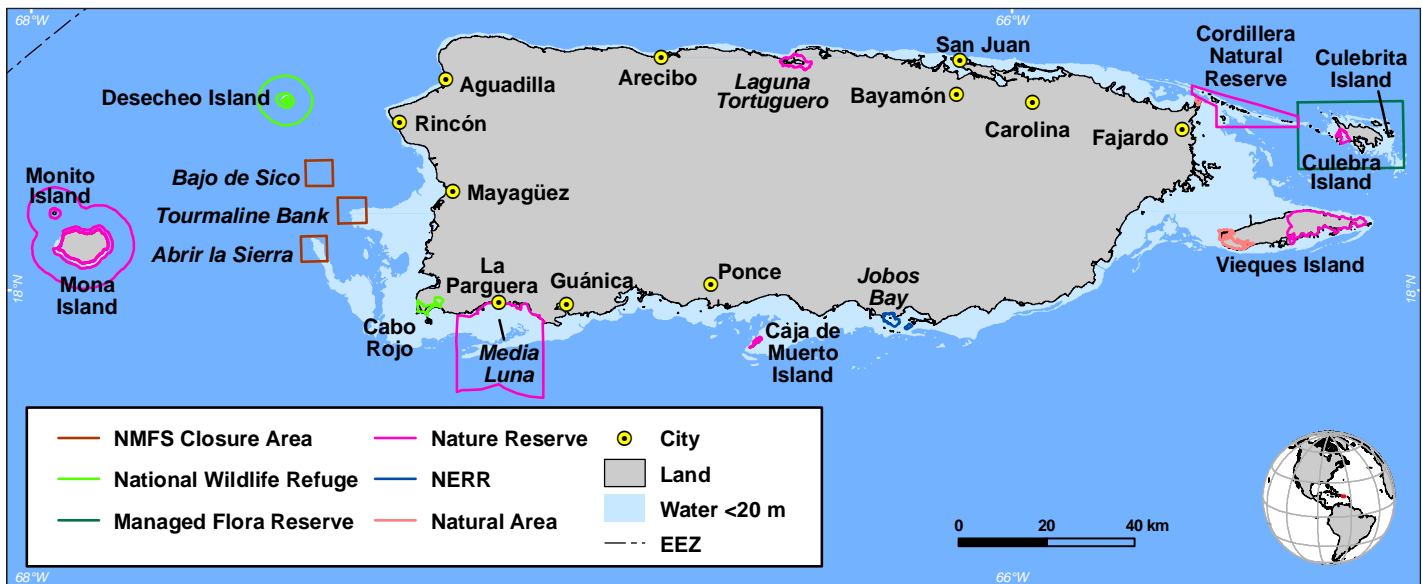 68°W
66°W
San Juan
Cordillera
Natural
Reserve
Culebrita
Island
Arecibo
Aguadilla
Laguna
Tortuguero
Bayamón
Desecheo Island
Carolina
Rincón
Fajardo
Monito
Island
Bajo de Sico
Mayagüez
Culebra
Island
Tourmaline Bank
Abrir la Sierra
Mona
Island
La
Parguera
Guánica
Ponce
Jobos
Bay
Vieques Island
18°N
18°N
Cabo
Rojo
Media
Luna
Caja de
Muerto
Island
NMFS Closure Area
National Wildlife Refuge
Managed Flora Reserve
Nature Reserve
NERR
Natural Area
City
Land
Water <20 m
EEZ
0 20 40 km
68°W
66°W